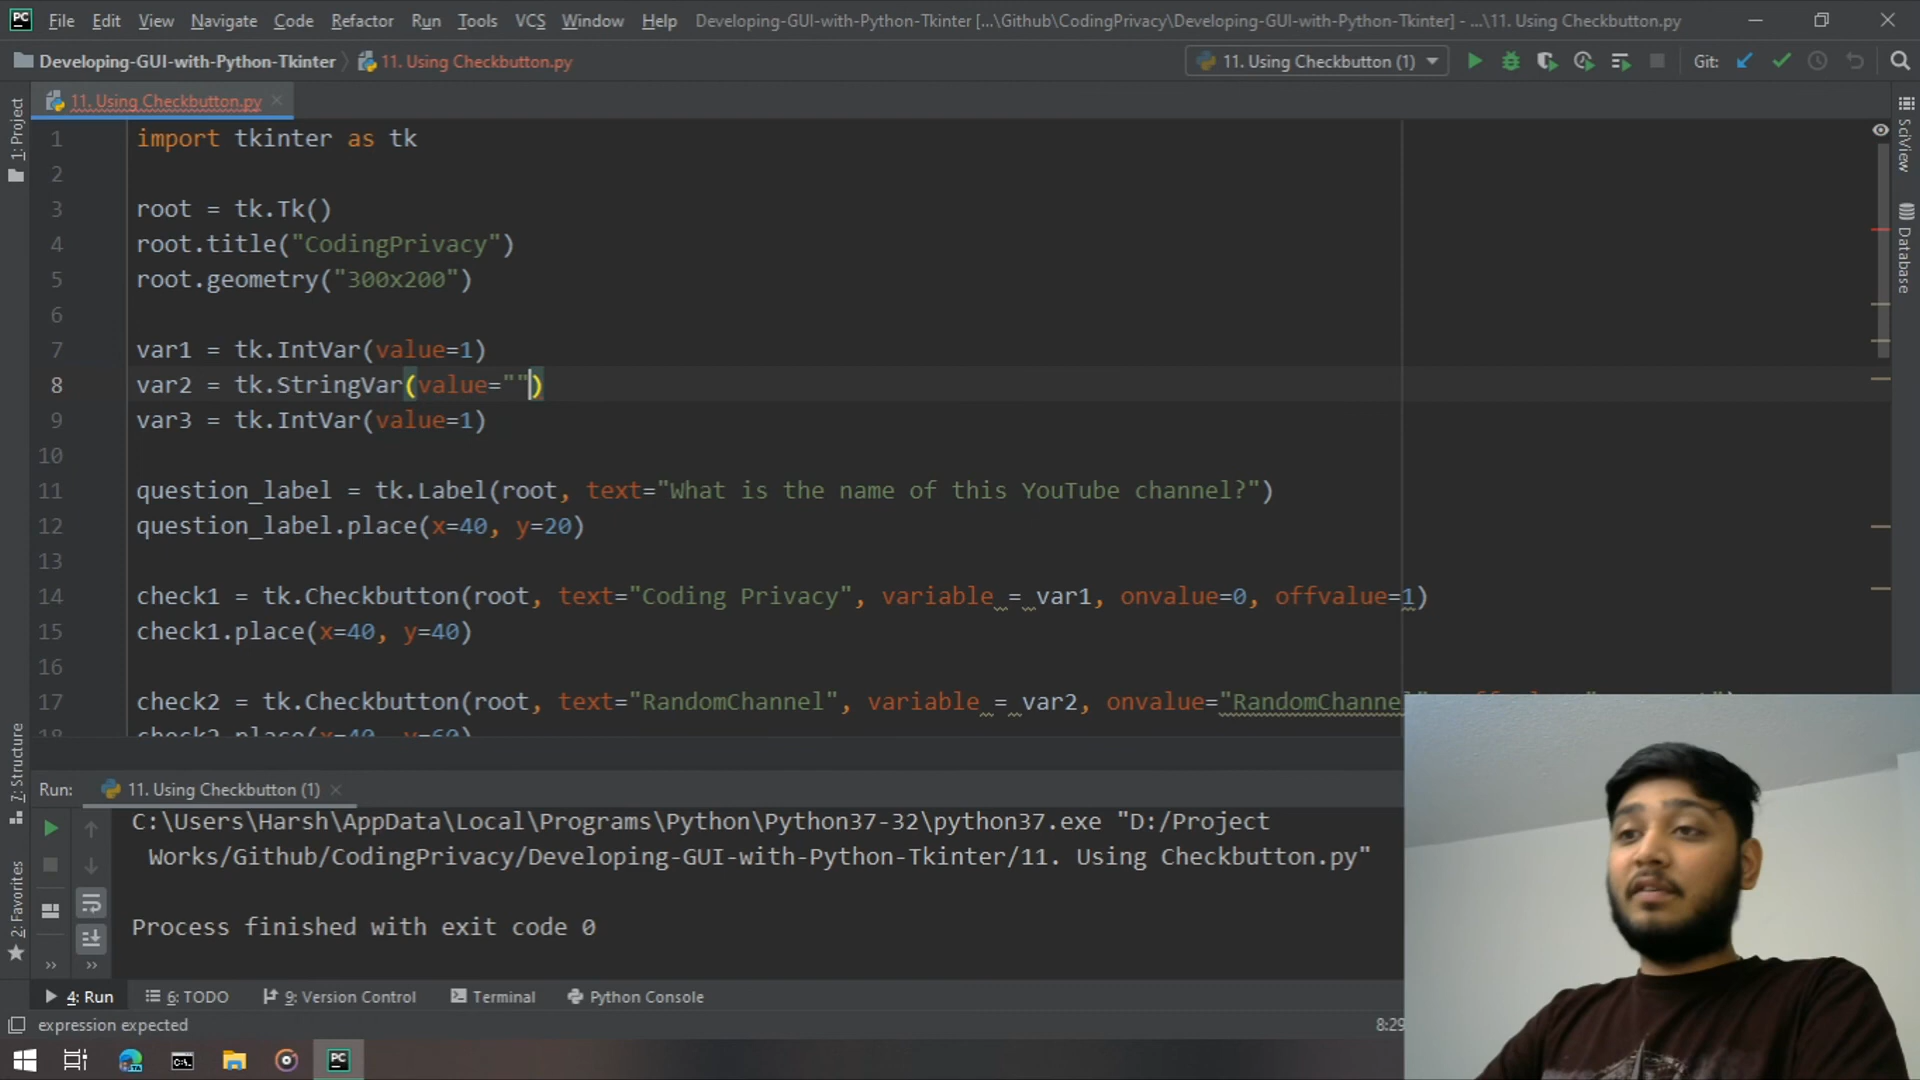 PC File Edit View Navigate Code Refactor Run Tools VCS Window Help Developing-GUI-with-Python-Tkinter [...\Github\CodingPrivacy\Developing-GUI-with-Python-Tkinter] - ...\11. Using Checkbutton.py
Developing-GUI-with-Python-Tkinter 11. Using Checkbutton.py 11. Using Checkbutton (1) Git:
11. Using Checkbutton.py
1: Project
SciView
Database
1 import tkinter as tk
2
3 root = tk.Tk()
4 root.title("CodingPrivacy")
5 root.geometry("300x200")
6
7 var1 = tk.IntVar(value=1)
8 var2 = tk.StringVar(value="")
9 var3 = tk.IntVar(value=1)
10
11 question_label = tk.Label(root, text="What is the name of this YouTube channel?")
12 question_label.place(x=40, y=20)
13
14 check1 = tk.Checkbutton(root, text="Coding Privacy", variable = var1, onvalue=0, offvalue=1)
15 check1.place(x=40, y=40)
16
17 check2 = tk.Checkbutton(root, text="RandomChannel", variable = var2, onvalue="RandomChanne
18 check2.place(x=40, y=60)
7: Structure
2: Favorites
Run: 11. Using Checkbutton (1)
C:\Users\Harsh\AppData\Local\Programs\Python\Python37-32\python37.exe "D:/Project
Works/Github/CodingPrivacy/Developing-GUI-with-Python-Tkinter/11. Using Checkbutton.py"
Process finished with exit code 0
4: Run 6: TODO 9: Version Control Terminal Python Console
expression expected 8:29
PC